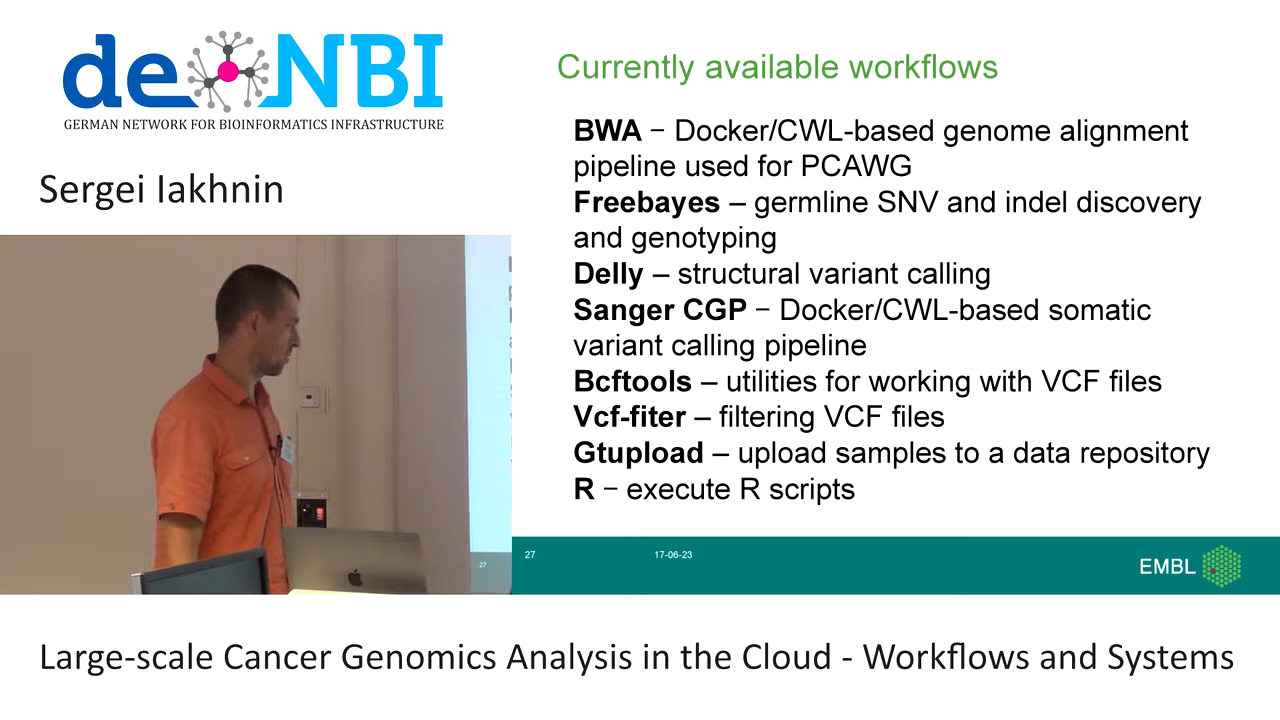 de NBI
GERMAN NETWORK FOR BIOINFORMATICS INFRASTRUCTURE
Sergei Iakhnin
Currently available workflows
BWA – Docker/CWL-based genome alignment
pipeline used for PCAWG
Freebayes – germline SNV and indel discovery
and genotyping
Delly – structural variant calling
Sanger CGP – Docker/CWL-based somatic
variant calling pipeline
Bcftools – utilities for working with VCF files
Vcf-fiter – filtering VCF files
Gtupload – upload samples to a data repository
R – execute R scripts
27
27
17-06-23
EMBL
Large-scale Cancer Genomics Analysis in the Cloud - Workflows and Systems